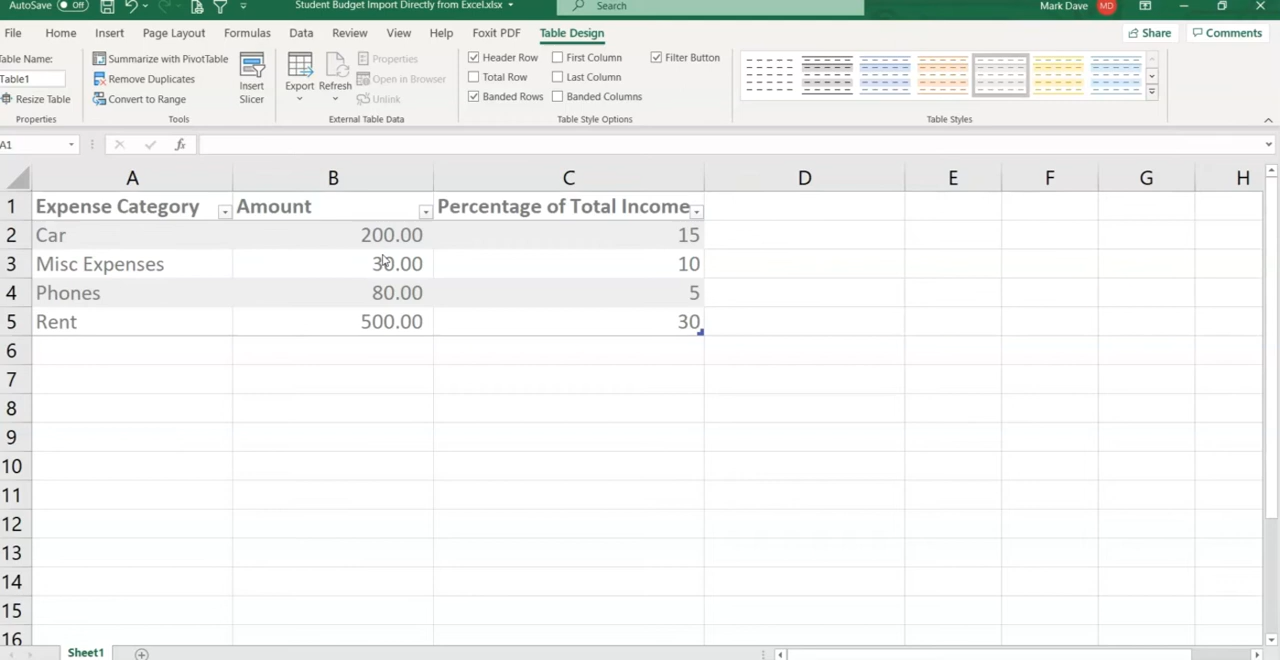 AutoSave Off Student Budget Import Directly from Excel.xlsx Search Mark Dave MD
File Home Insert Page Layout Formulas Data Review View Help Foxit PDF Table Design Share Comments
Table Name: Summarize with PivotTable Properties Header Row First Column Filter Button
Table1 Remove Duplicates Insert Slicer Export Refresh Open in Browser Total Row Last Column
Resize Table Convert to Range Unlink Banded Rows Banded Columns
Properties Tools External Table Data Table Style Options Table Styles
A1 fx
A B C D E F G H
1 Expense Category Amount Percentage of Total Income
2 Car 200.00 15
3 Misc Expenses 30.00 10
4 Phones 80.00 5
5 Rent 500.00 30
6
7
8
9
10
11
12
13
14
15
16
Sheet1